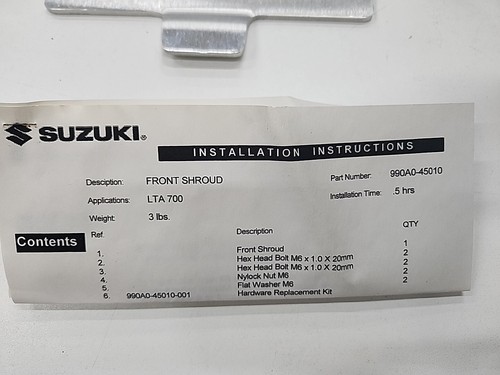 SUZUKI®
INSTALLATION INSTRUCTIONS
Desciption: FRONT SHROUD
Part Number: 990A0-45010
Applications: LTA 700
Installation Time: .5 hrs
Weight: 3 lbs.
Contents
Ref. Description QTY
1. Front Shroud 1
2. Hex Head Bolt M6 x 1.0 X 20mm 2
3. Hex Head Bolt M6 x 1.0 X 20mm 2
4. Nylock Nut M6 2
5. Flat Washer M6 2
6. 990A0-45010-001 Hardware Replacement Kit